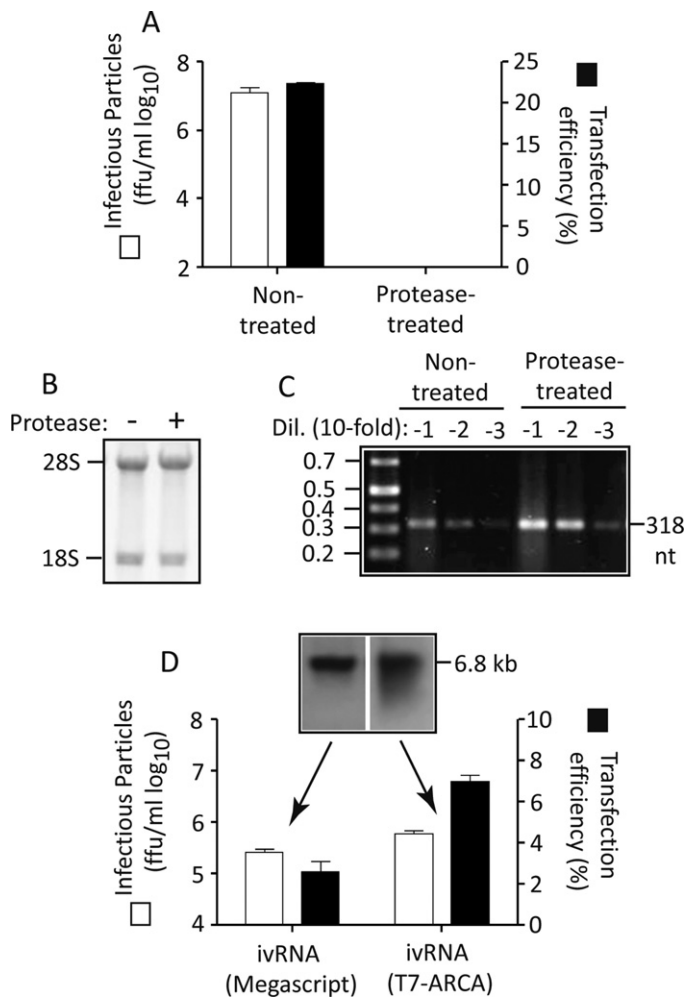 A
Infectious Particles
(ffu/ml log10)
8
6
4
2
25
20
15
10
5
0
Transfection
efficiency (%)
Non-
treated
Protease-
treated
B
Protease: - +
28S
18S
C
Non-
treated
Protease-
treated
Dil. (10-fold): -1 -2 -3 -1 -2 -3
0.7
0.5
0.4
0.3
0.2
318
nt
D
6.8 kb
Infectious Particles
(ffu/ml log10)
8
7
6
5
4
10
8
6
4
2
0
Transfection
efficiency (%)
ivRNA
(Megascript)
ivRNA
(T7-ARCA)